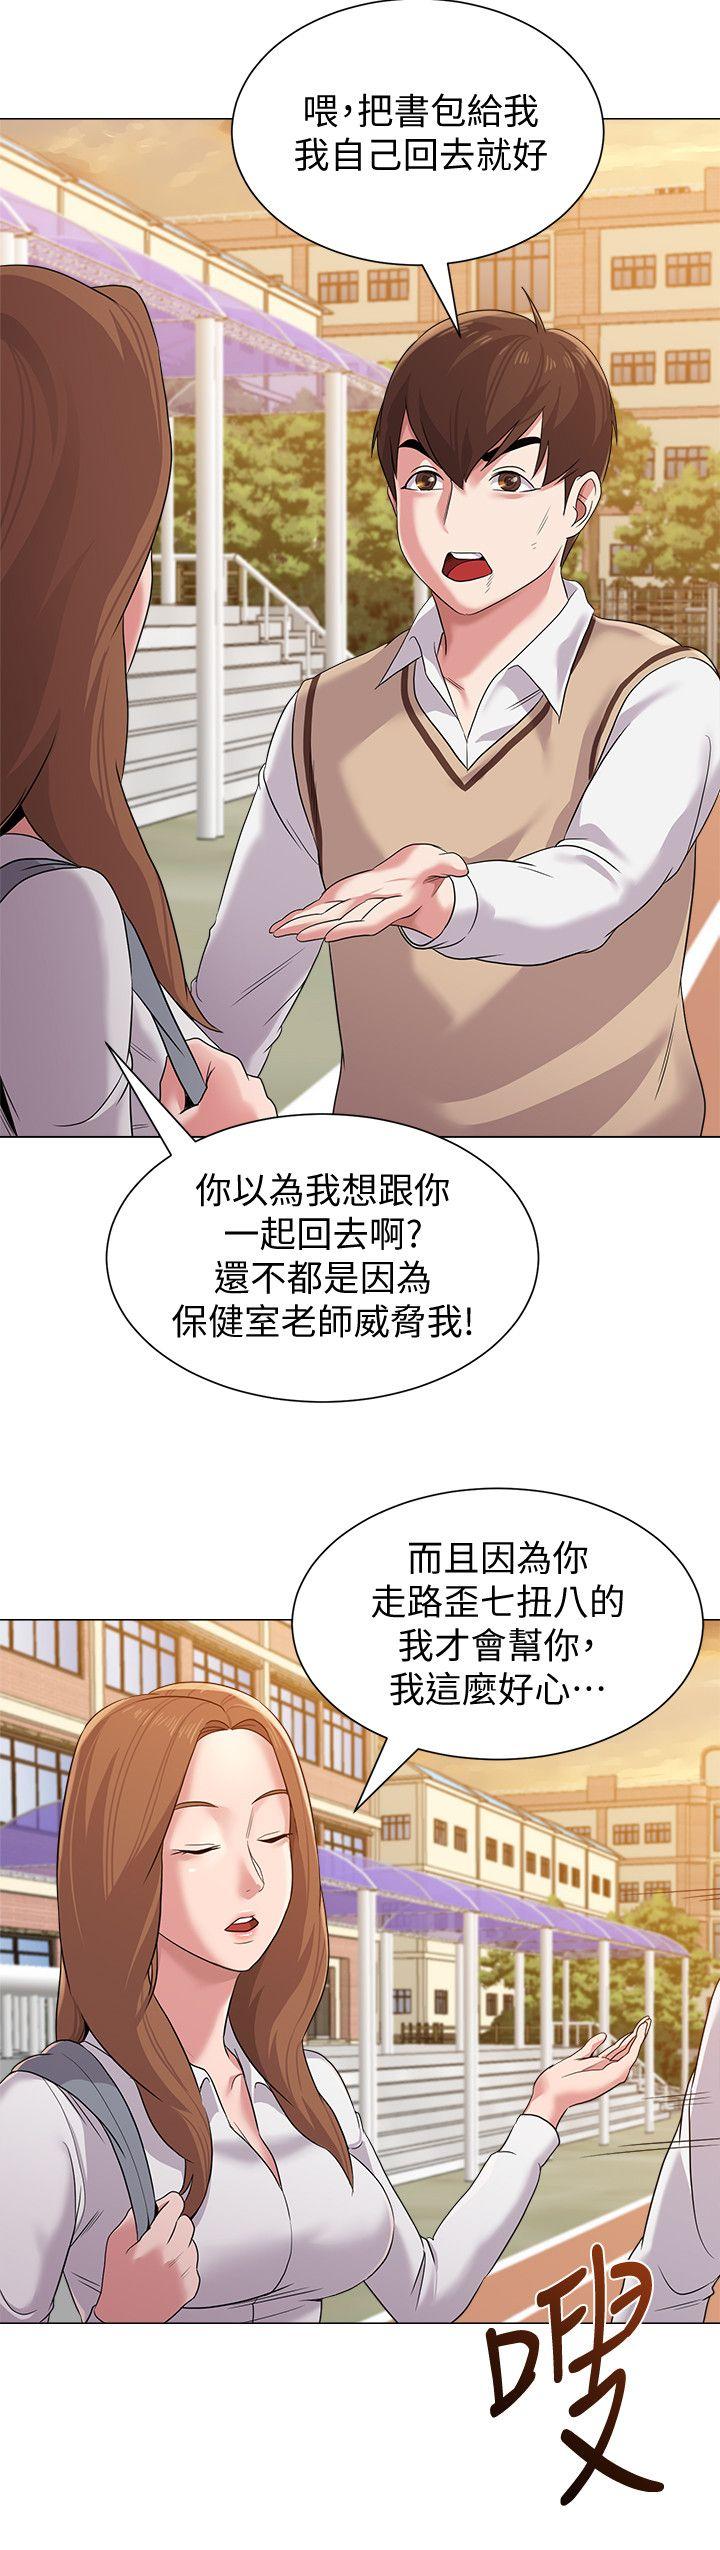 喂，把書包給我
我自己回去就好
你以為我想跟你
一起回去啊?
還不都是因為
保健室老師威脅我!
而且因為你
走路歪七扭八的
我才會幫你，
我這麼好心…
嗖